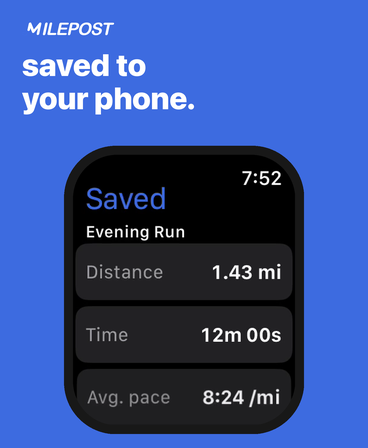 MILEPOST
saved to
your phone.
7:52
Saved
Evening Run
Distance 1.43 mi
Time 12m 00s
Avg. pace 8:24 /mi